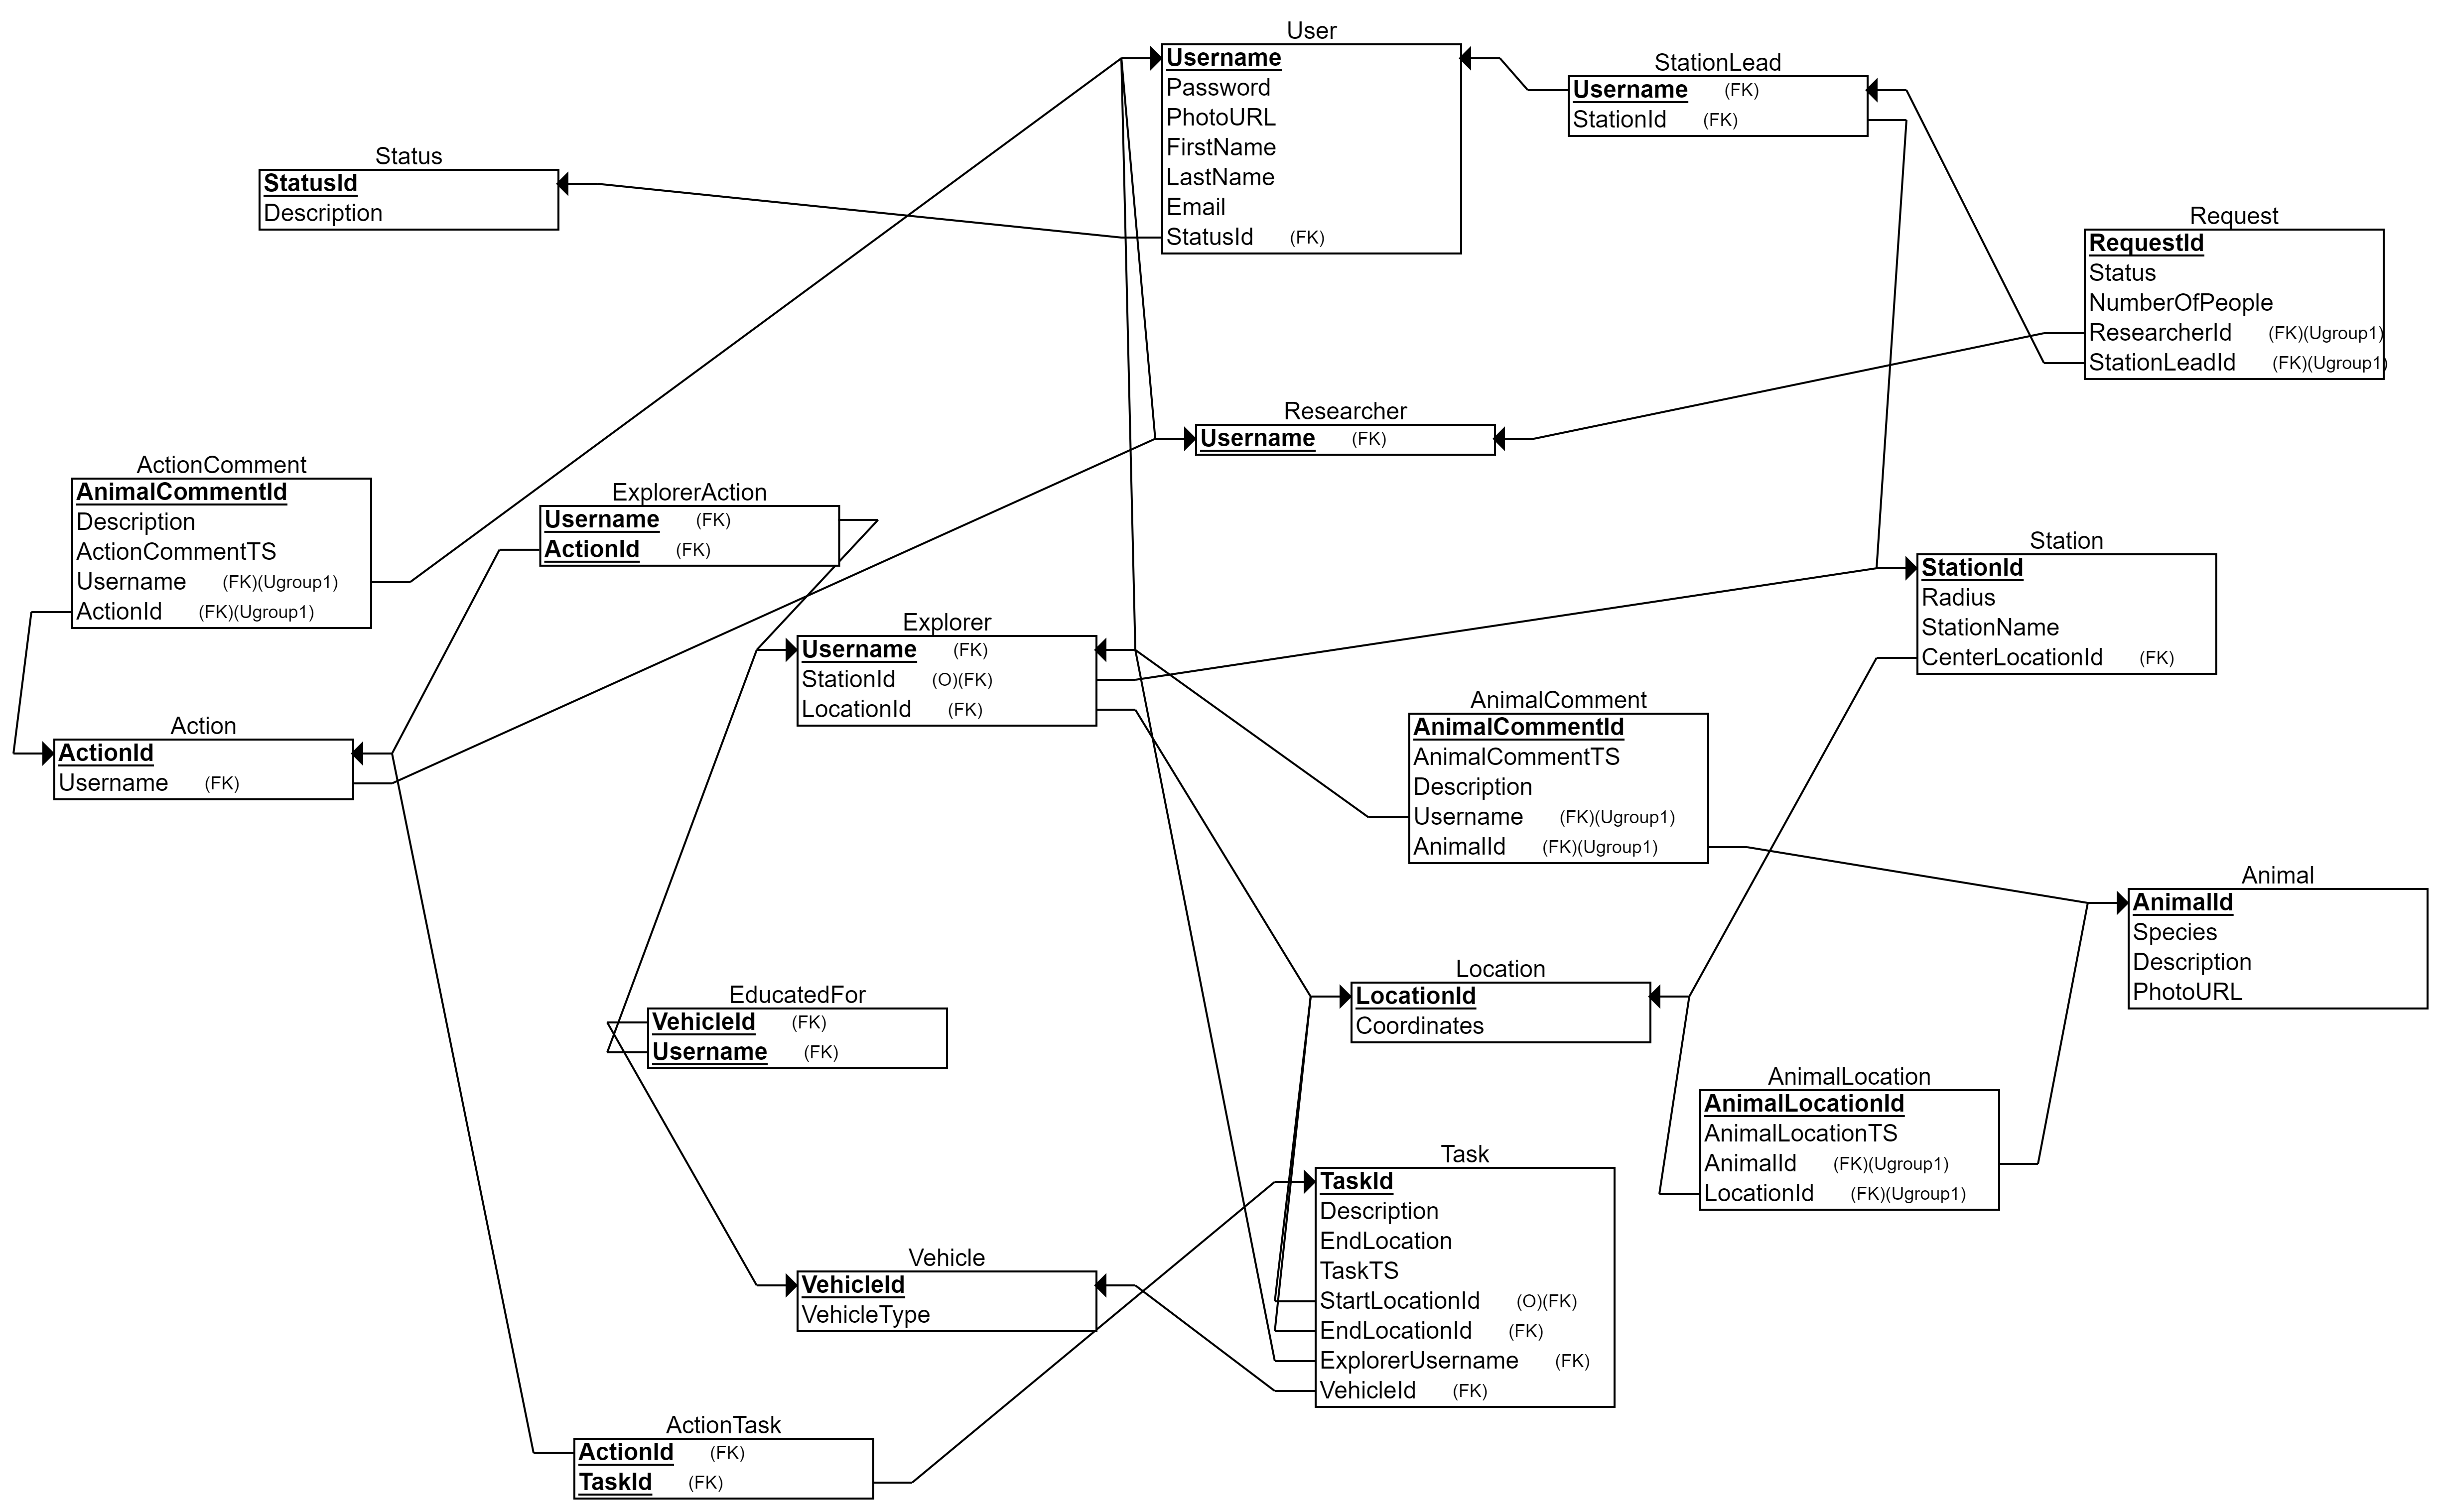 User
Username
Password
PhotoURL
FirstName
LastName
Email
StatusId (FK)
StationLead
Username (FK)
StationId (FK)
Status
StatusId
Description
Request
RequestId
Status
NumberOfPeople
ResearcherId (FK)(Ugroup1)
StationLeadId (FK)(Ugroup1)
Researcher
Username (FK)
ActionComment
AnimalCommentId
Description
ActionCommentTS
Username (FK)(Ugroup1)
ActionId (FK)(Ugroup1)
ExplorerAction
Username (FK)
ActionId (FK)
Station
StationId
Radius
StationName
CenterLocationId (FK)
Explorer
Username (FK)
StationId (O)(FK)
LocationId (FK)
Action
ActionId
Username (FK)
AnimalComment
AnimalCommentId
AnimalCommentTS
Description
Username (FK)(Ugroup1)
AnimalId (FK)(Ugroup1)
Animal
AnimalId
Species
Description
PhotoURL
Location
LocationId
Coordinates
EducatedFor
VehicleId (FK)
Username (FK)
AnimalLocation
AnimalLocationId
AnimalLocationTS
AnimalId (FK)(Ugroup1)
LocationId (FK)(Ugroup1)
Task
TaskId
Description
EndLocation
TaskTS
StartLocationId (O)(FK)
EndLocationId (FK)
ExplorerUsername (FK)
VehicleId (FK)
Vehicle
VehicleId
VehicleType
ActionTask
ActionId (FK)
TaskId (FK)